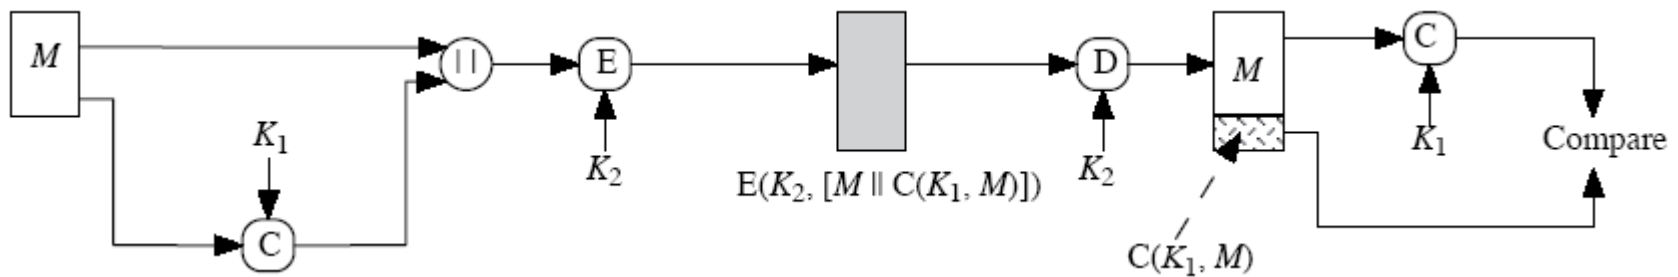 M
||
E
D
M
C
K₁
K₂
K₂
K₁
Compare
E(K₂, [M || C(K₁, M)])
C
C(K₁, M)